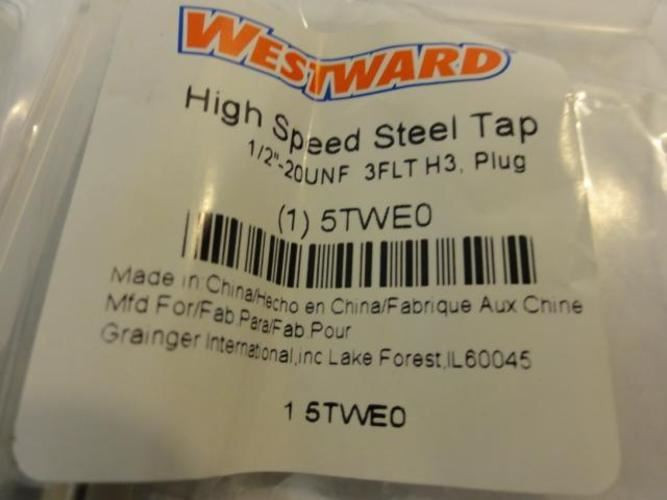 WESTWARD
High Speed Steel Tap
1/2"-20UNF 3FLT H3, Plug
(1) 5TWE0
Made in China/Hecho en China/Fabrique Aux Chine
Mfd For/Fab.Para/Fab.Pour
Grainger International,inc Lake Forest,IL60045
1 5TWE0